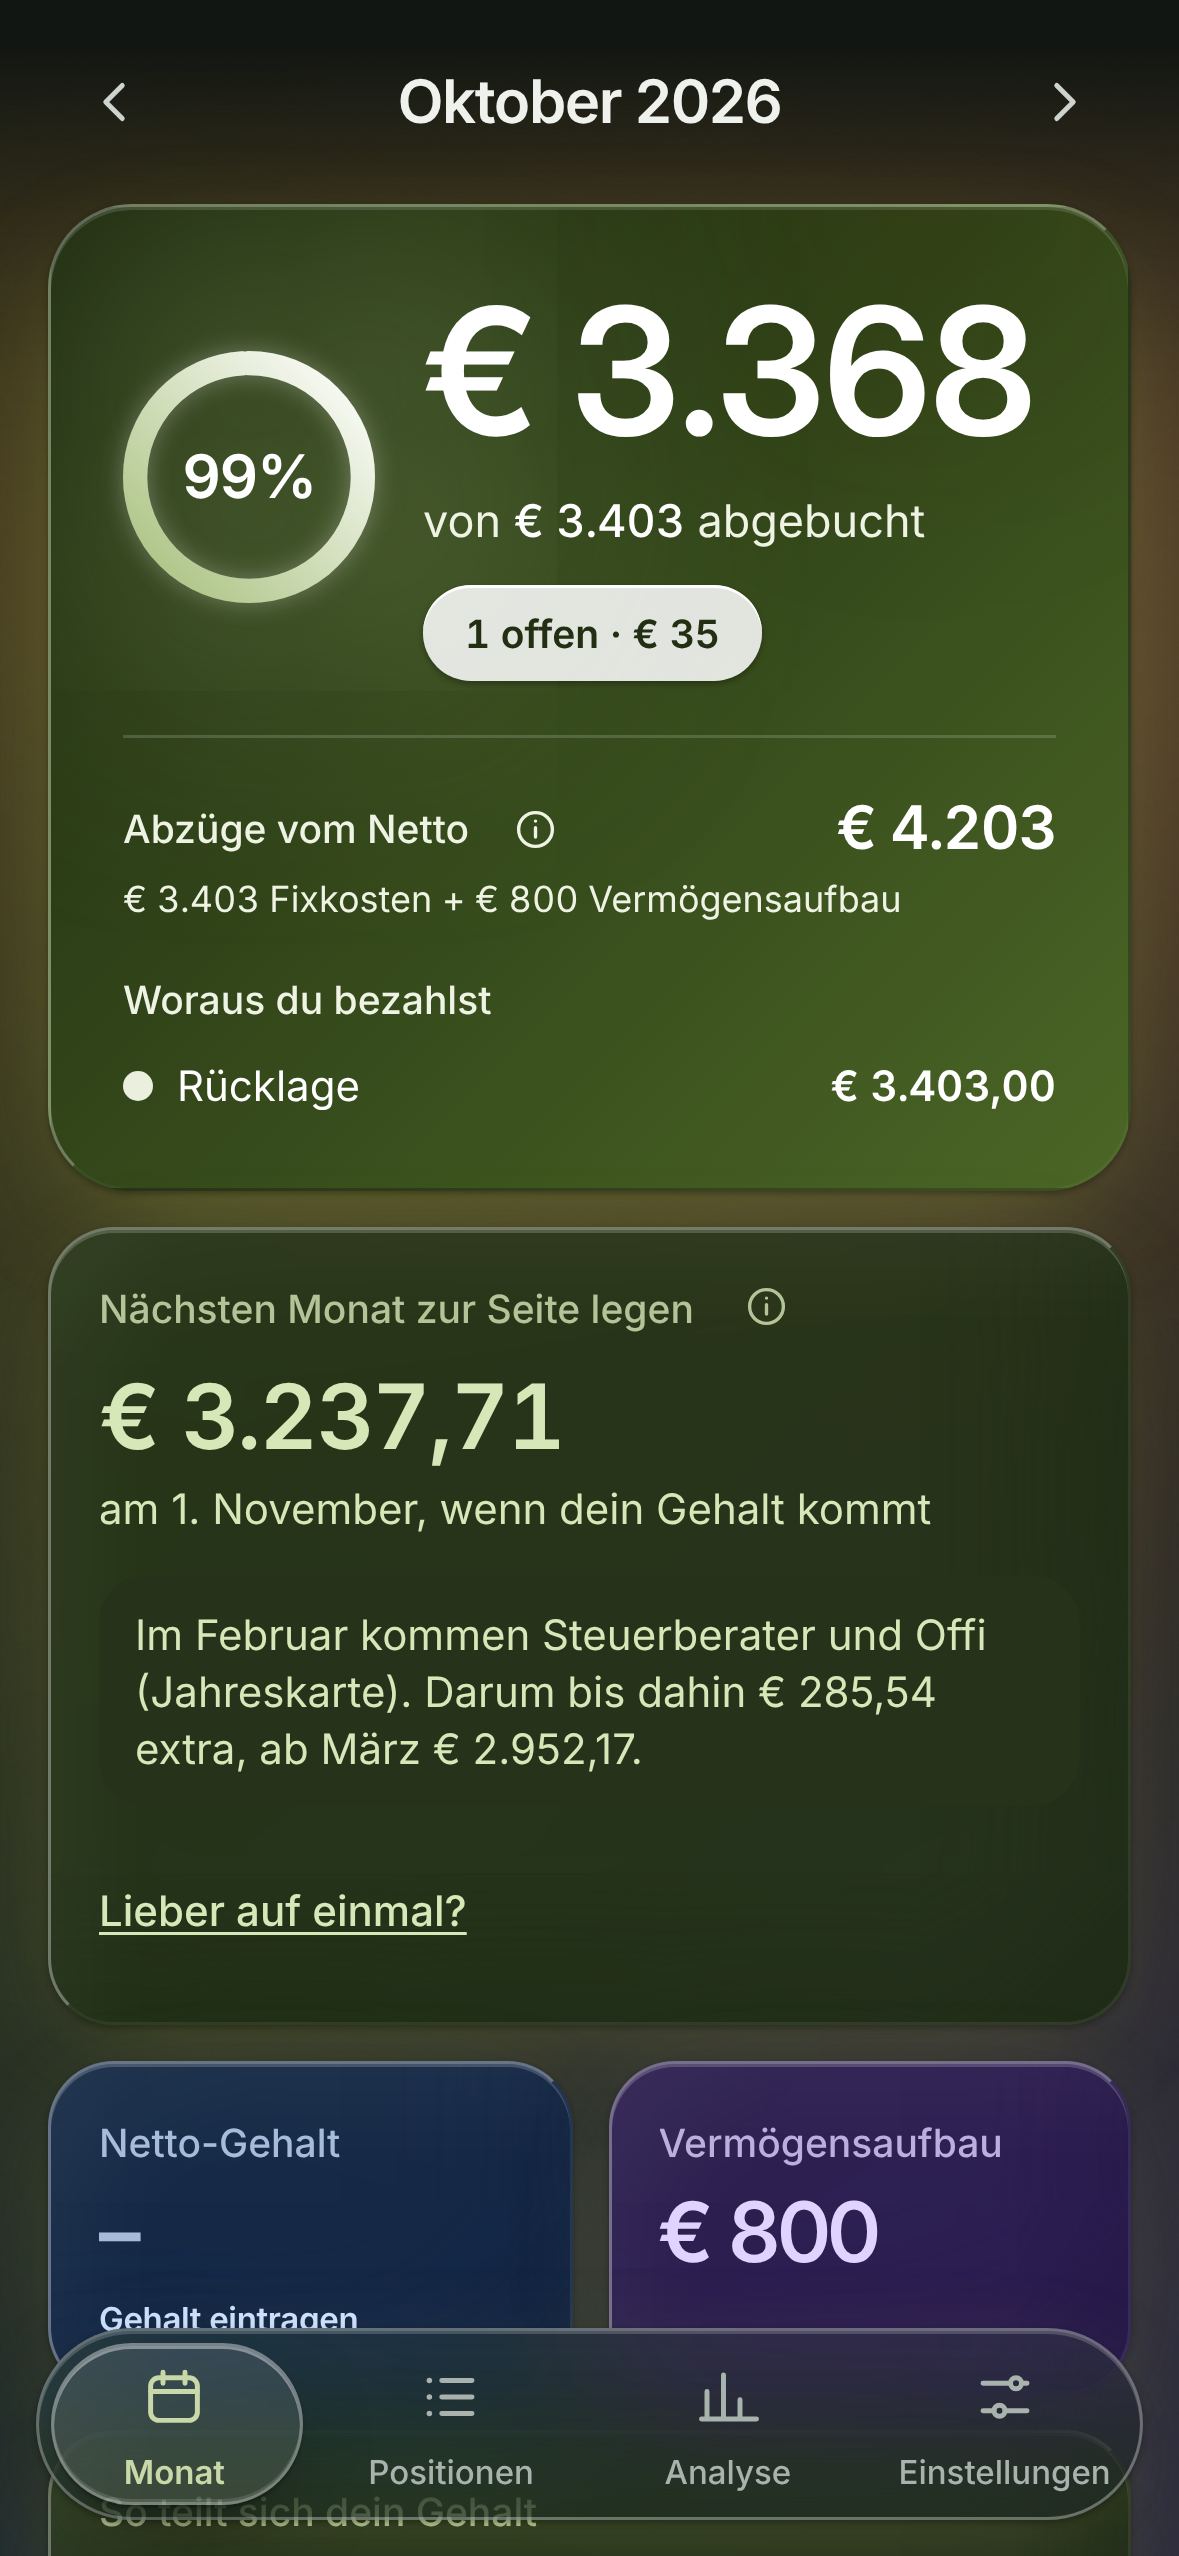 Oktober 2026
€ 3.368
99%
von € 3.403 abgebucht
1 offen · € 35
Abzüge vom Netto
€ 4.203
€ 3.403 Fixkosten + € 800 Vermögensaufbau
Woraus du bezahlst
Rücklage
€ 3.403,00
Nächsten Monat zur Seite legen
€ 3.237,71
am 1. November, wenn dein Gehalt kommt
Im Februar kommen Steuerberater und Offi
(Jahreskarte). Darum bis dahin € 285,54
extra, ab März € 2.952,17.
Lieber auf einmal?
Netto-Gehalt
–
Gehalt eintragen
Vermögensaufbau
€ 800
Monat
Positionen
Analyse
Einstellungen
So teilt sich dein Gehalt